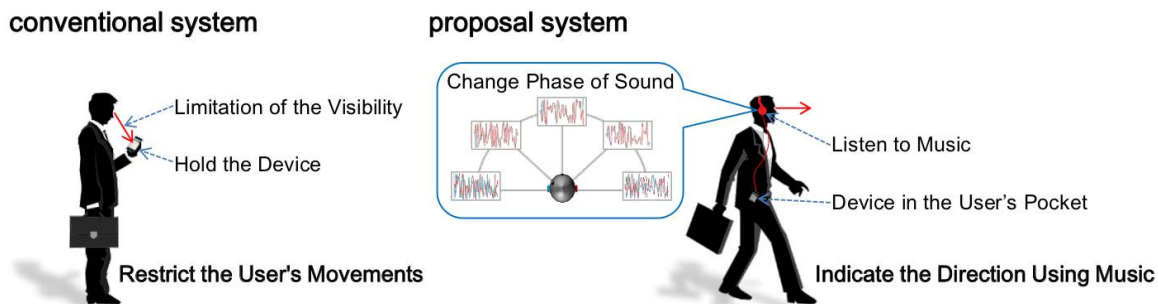 conventional system
Limitation of the Visibility
Hold the Device
Restrict the User's Movements
proposal system
Change Phase of Sound
Listen to Music
Device in the User's Pocket
Indicate the Direction Using Music